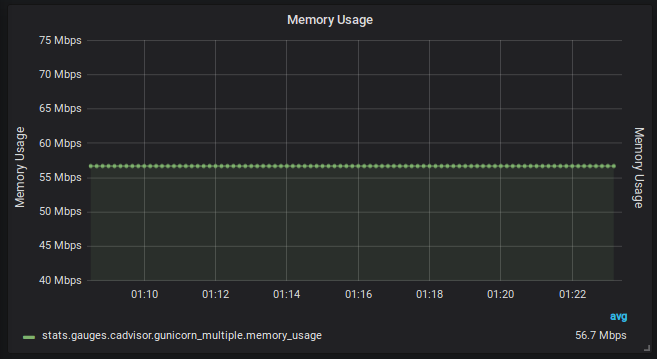 Memory Usage
75 Mbps
70 Mbps
65 Mbps
60 Mbps
55 Mbps
50 Mbps
45 Mbps
40 Mbps
Memory Usage
Memory Usage
01:10 01:12 01:14 01:16 01:18 01:20 01:22
avg
stats.gauges.cadvisor.gunicorn_multiple.memory_usage 56.7 Mbps